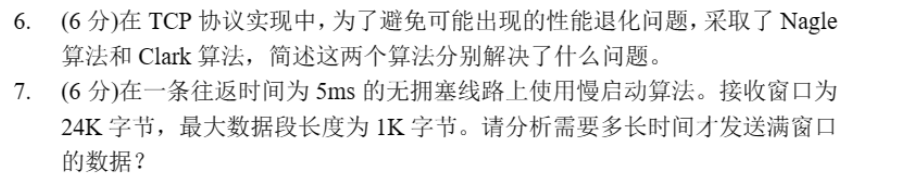 6. (6 分)在 TCP 协议实现中，为了避免可能出现的性能退化问题，采取了 Nagle
算法和 Clark 算法，简述这两个算法分别解决了什么问题。
7. (6 分)在一条往返时间为 5ms 的无拥塞线路上使用慢启动算法。接收窗口为
24K 字节，最大数据段长度为 1K 字节。请分析需要多长时间才发送满窗口
的数据？